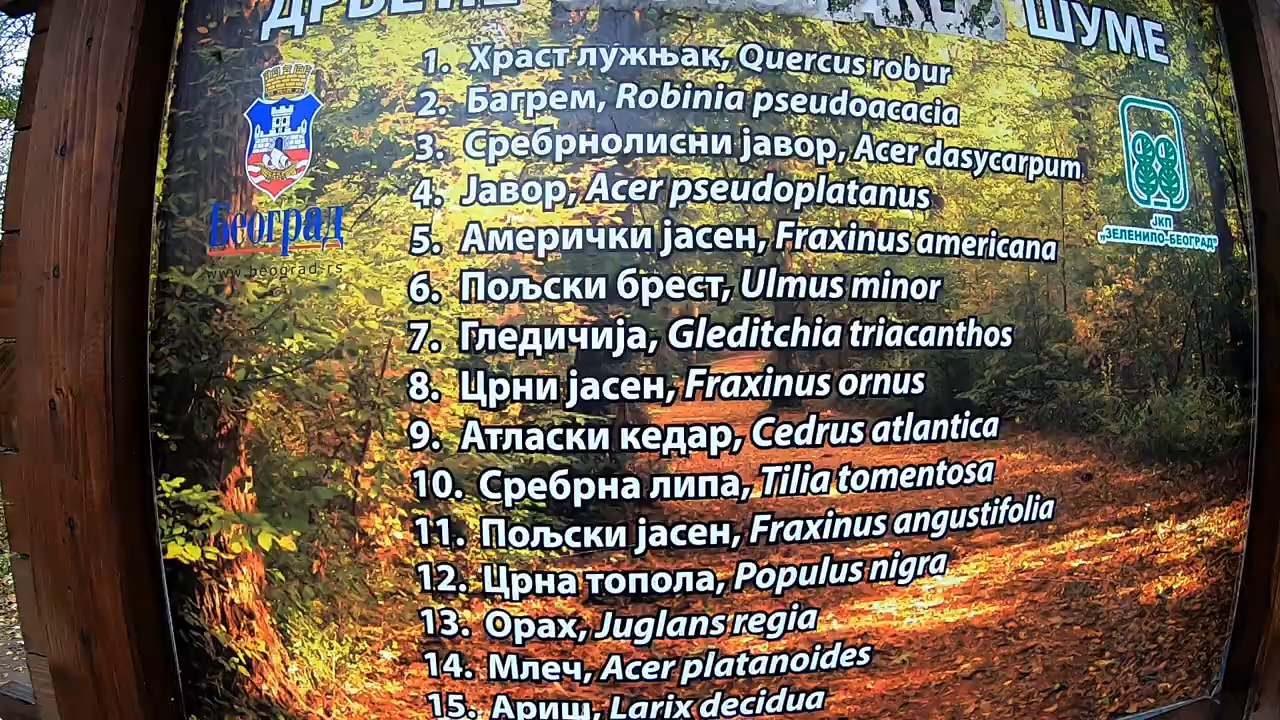 ДРВЕЋЕ ШУМЕ
1. Храст лужњак, Quercus robur
2. Багрем, Robinia pseudoacacia
3. Сребрнолисни јавор, Acer dasycarpum
4. Јавор, Acer pseudoplatanus
5. Амерички јасен, Fraxinus americana
6. Пољски брест, Ulmus minor
7. Гледичија, Gleditchia triacanthos
8. Црни јасен, Fraxinus ornus
9. Атласки кедар, Cedrus atlantica
10. Сребрна липа, Tilia tomentosa
11. Пољски јасен, Fraxinus angustifolia
12. Црна топола, Populus nigra
13. Орах, Juglans regia
14. Млеч, Acer platanoides
15. Ариш, Larix decidua
Београд
www.beograd.rs
ЈКП
„ЗЕЛЕНИЛО-БЕОГРАД"